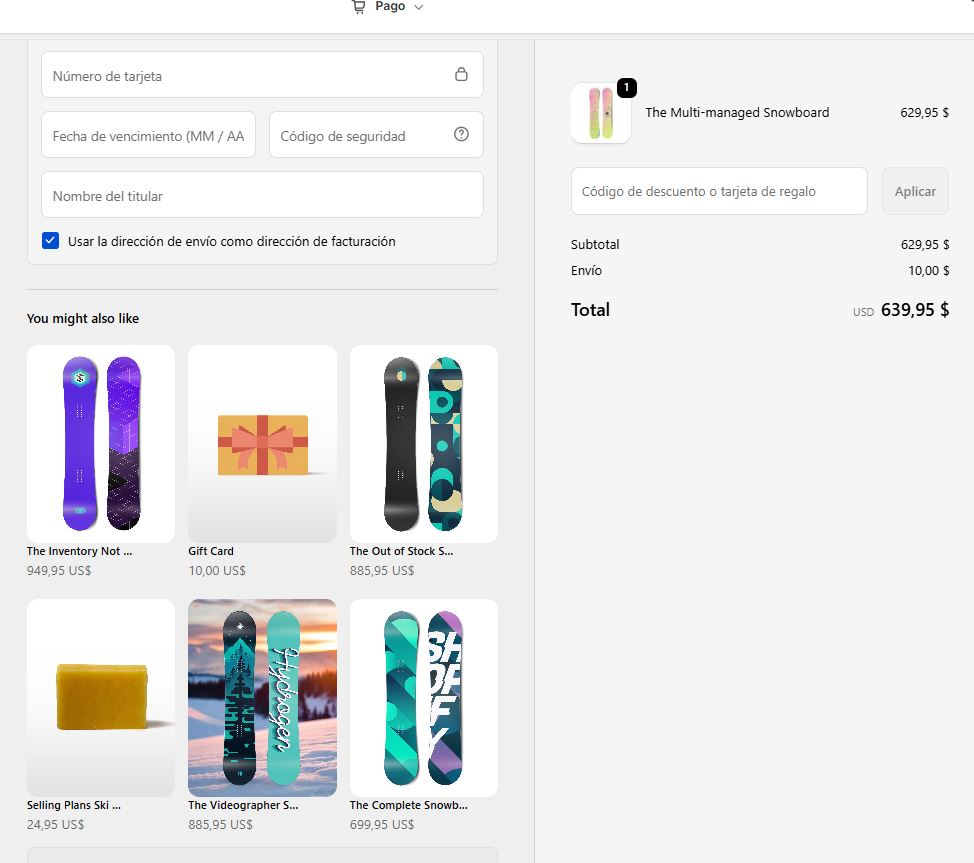 Pago
Número de tarjeta
Fecha de vencimiento (MM / AA
Código de seguridad
Nombre del titular
Usar la dirección de envío como dirección de facturación
You might also like
The Inventory Not ...
949,95 US$
Gift Card
10,00 US$
The Out of Stock S...
885,95 US$
Selling Plans Ski ...
24,95 US$
Hydrogen
The Videographer S...
885,95 US$
SH
OP
IF
Y
The Complete Snowb...
699,95 US$
1
The Multi-managed Snowboard
629,95 $
Código de descuento o tarjeta de regalo
Aplicar
Subtotal
629,95 $
Envío
10,00 $
Total
USD 639,95 $